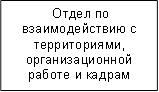 Отдел по
взаимодействию с
территориями,
организационной
работе и кадрам